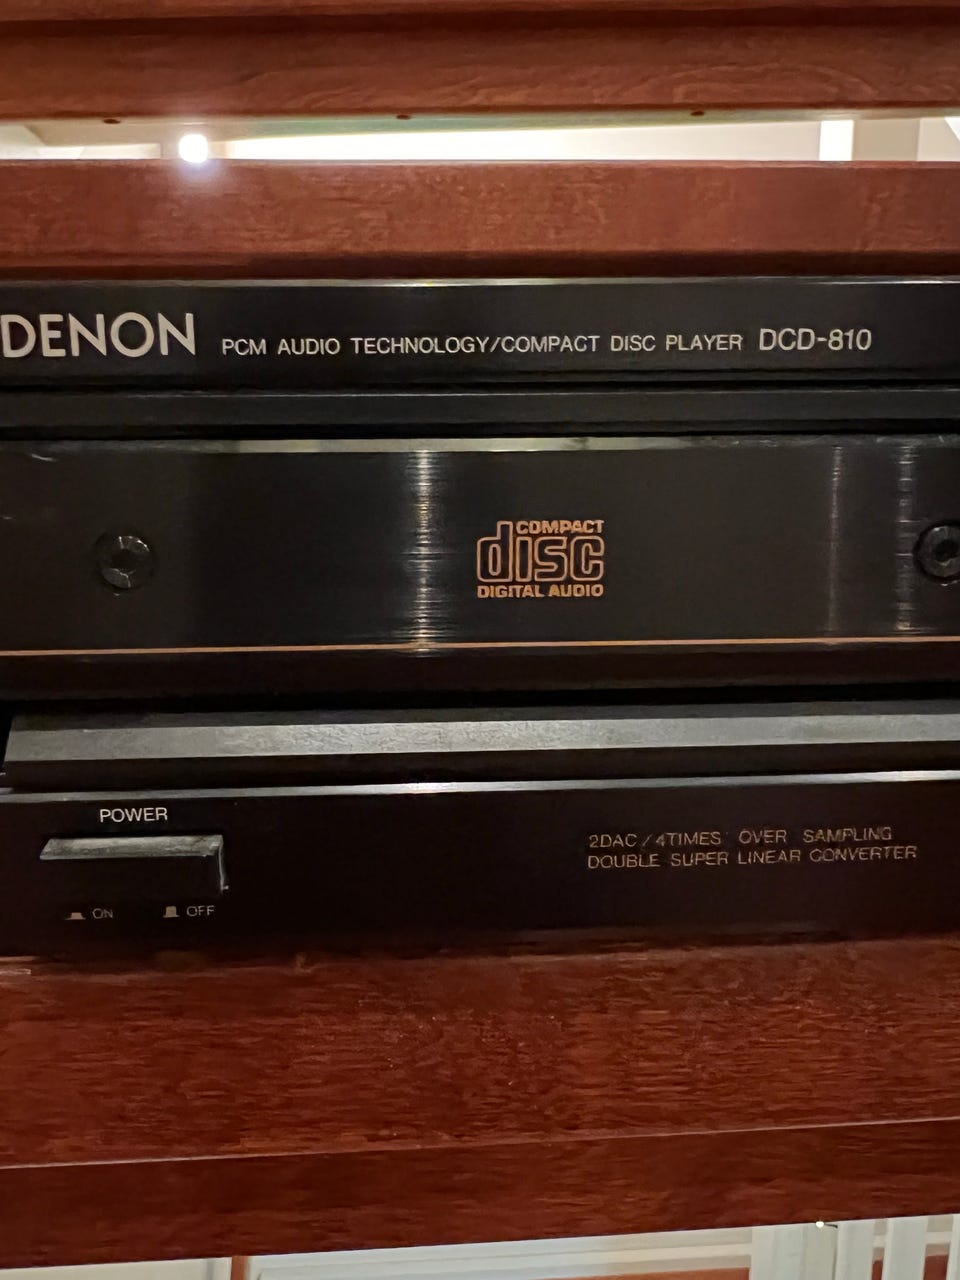 DENON PCM AUDIO TECHNOLOGY/COMPACT DISC PLAYER DCD-810
COMPACT
disc
DIGITAL AUDIO
POWER
ON OFF
2DAC/4TIMES OVER SAMPLING
DOUBLE SUPER LINEAR CONVERTER